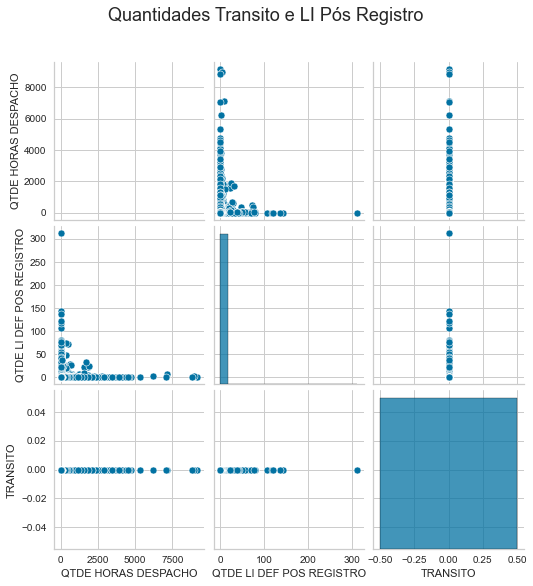 Quantidades Transito e LI Pós Registro
QTDE HORAS DESPACHO
8000
6000
4000
2000
0
QTDE LI DEF POS REGISTRO
300
250
200
150
100
50
0
TRANSITO
0.04
0.02
0.00
−0.02
−0.04
0 2500 5000 7500
0 100 200 300
−0.50 −0.25 0.00 0.25 0.50
QTDE HORAS DESPACHO
QTDE LI DEF POS REGISTRO
TRANSITO